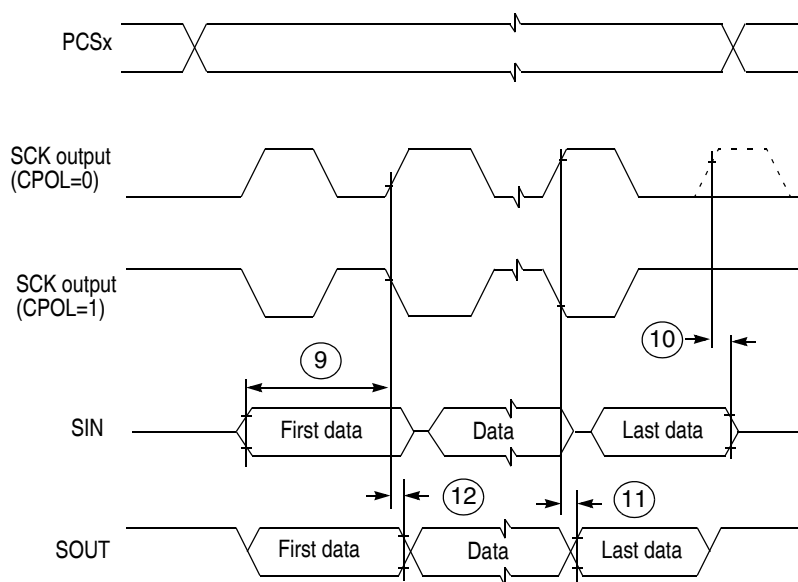 PCSx
SCK output
(CPOL=0)
SCK output
(CPOL=1)
10
9
SIN
First data
Data
Last data
12
11
SOUT
First data
Data
Last data